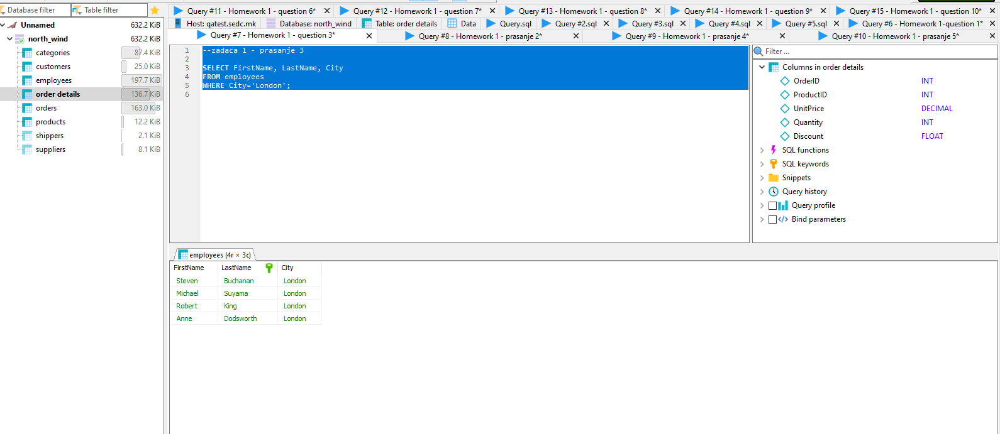 Database filter
Table filter
Unnamed 632.2 KiB
north_wind 632.2 KiB
categories 87.4 KiB
customers 25.0 KiB
employees 197.7 KiB
order details 136.7 KiB
orders 163.0 KiB
products 12.2 KiB
shippers 2.1 KiB
suppliers 8.1 KiB
Query #11 - Homework 1 - question 6* Query #12 - Homework 1 - question 7* Query #13 - Homework 1 - question 8* Query #14 - Homework 1 - question 9* Query #15 - Homework 1 - question 10*
Host: qatest.sedc.mk Database: north_wind Table: order details Data Query.sql Query #2.sql Query #3.sql Query #4.sql Query #5.sql Query #6 - Homework 1-question 1*
Query #7 - Homework 1 - question 3* Query #8 - Homework 1 - prasanje 2* Query #9 - Homework 1 - prasanje 4* Query #10 - Homework 1 - prasanje 5*
1 --zadaca 1 - prasanje 3
2
3 SELECT FirstName, LastName, City
4 FROM employees
5 WHERE City='London';
6
Filter ...
Columns in order details
OrderID INT
ProductID INT
UnitPrice DECIMAL
Quantity INT
Discount FLOAT
SQL functions
SQL keywords
Snippets
Query history
Query profile
Bind parameters
employees (4r × 3c)
FirstName LastName City
Steven Buchanan London
Michael Suyama London
Robert King London
Anne Dodsworth London